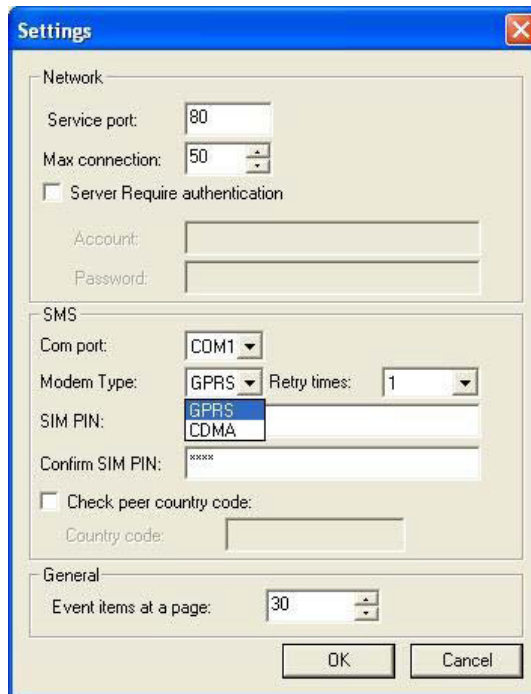 Settings
Network
Service port: 80
Max connection: 50
Server Require authentication
Account:
Password:
SMS
Com port: COM1
Modem Type: GPRS Retry times: 1
GPRS
CDMA
SIM PIN:
Confirm SIM PIN: ****
Check peer country code:
Country code:
General
Event items at a page: 30
OK Cancel